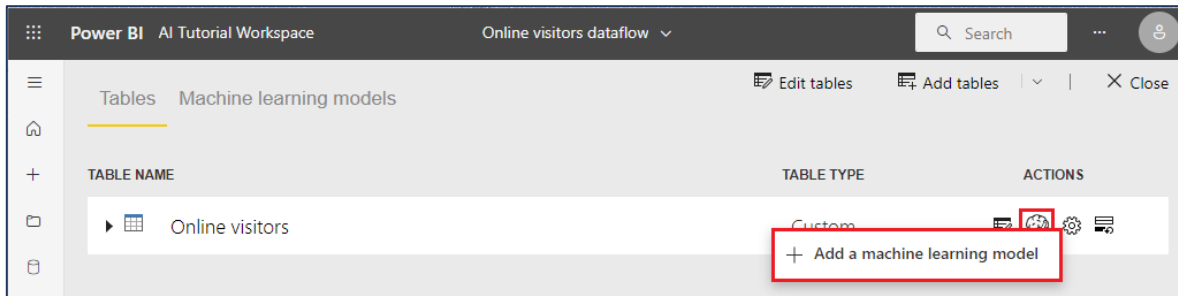 Power BI AI Tutorial Workspace Online visitors dataflow Search ...
Tables Machine learning models Edit tables Add tables Close
TABLE NAME TABLE TYPE ACTIONS
Online visitors Custom
+ Add a machine learning model